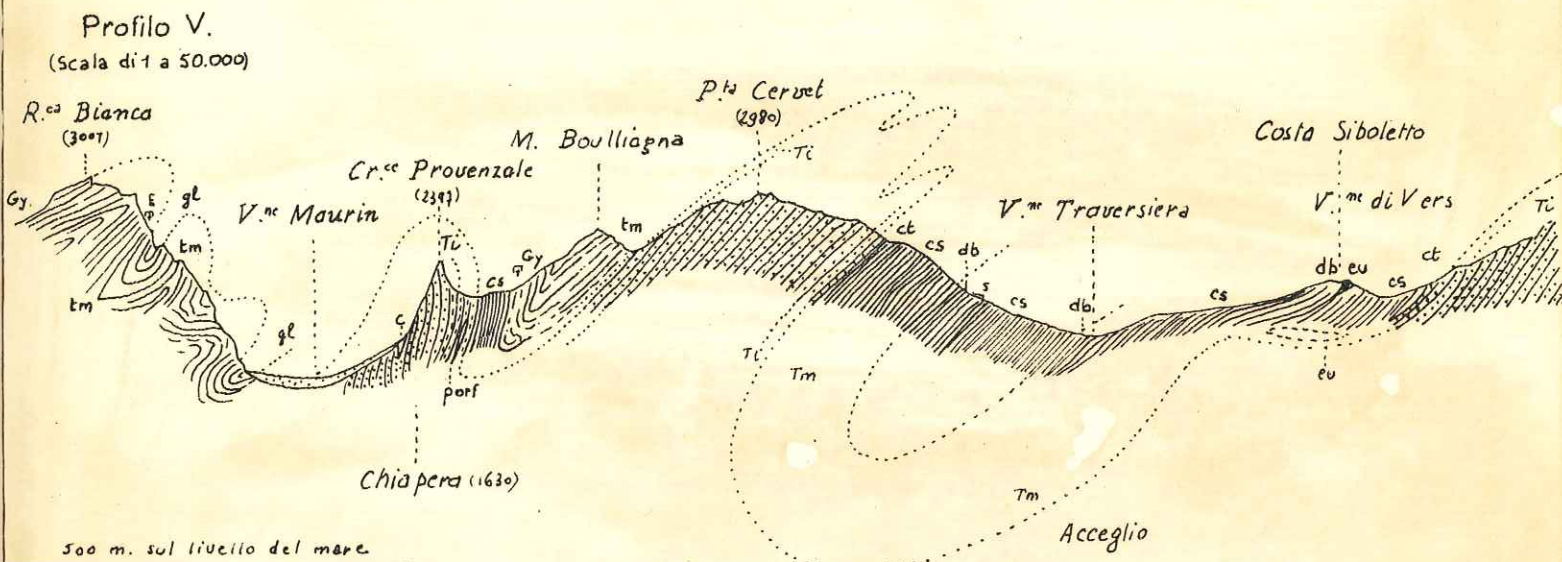 Profilo V.
(Scala di 1 a 50.000)
R.ca Bianca
(3007)
Gy.
E
φ
gl
tm
tm
gl
V.ne Maurin
Cr.ce Provenzale
(2393)
Ti
cs
c
porf
Chiapera (1630)
φ
Gy
M. Boulliagna
tm
P.ta Cervet
(2980)
Ti
ct
cs
db
s
cs
V.ne Traversiera
db
Ti
Tm
Tm
cs
Costa Siboletto
V.ne di Vers
db
eu
cs
ct
Ti
eu
Acceglio
500 m. sul livello del mare